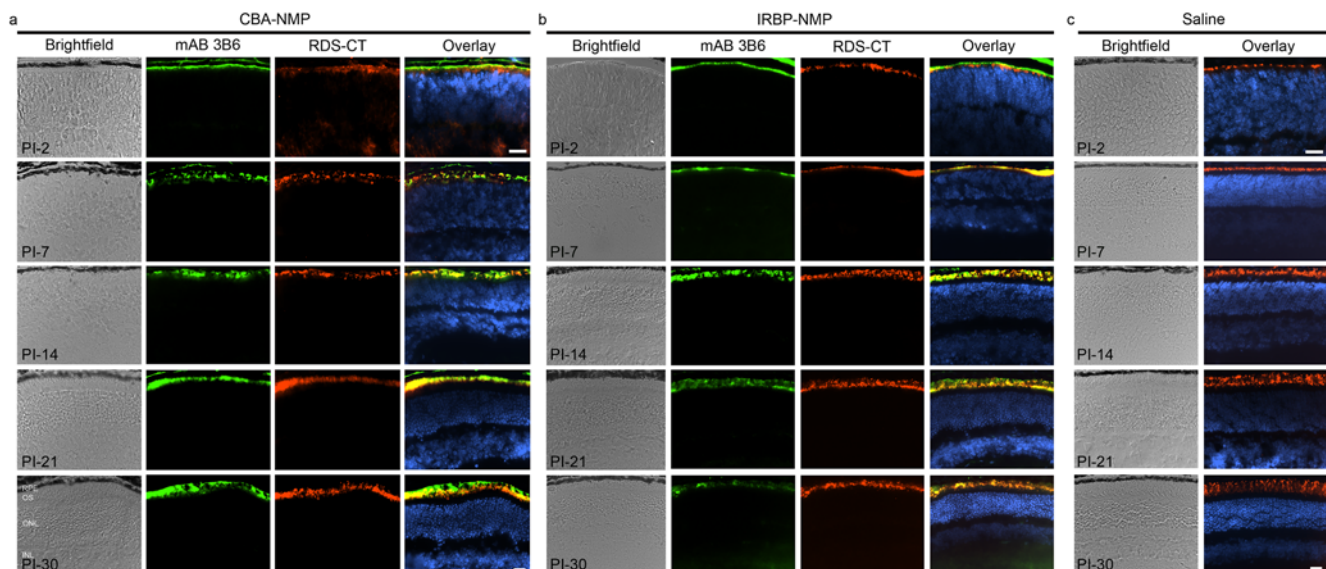 a CBA-NMP b IRBP-NMP c Saline
Brightfield mAB 3B6 RDS-CT Overlay Brightfield mAB 3B6 RDS-CT Overlay Brightfield Overlay
PI-2 PI-2 PI-2
PI-7 PI-7 PI-7
PI-14 PI-14 PI-14
PI-21 PI-21 PI-21
RPE
OS
ONL
INL
PI-30 PI-30 PI-30